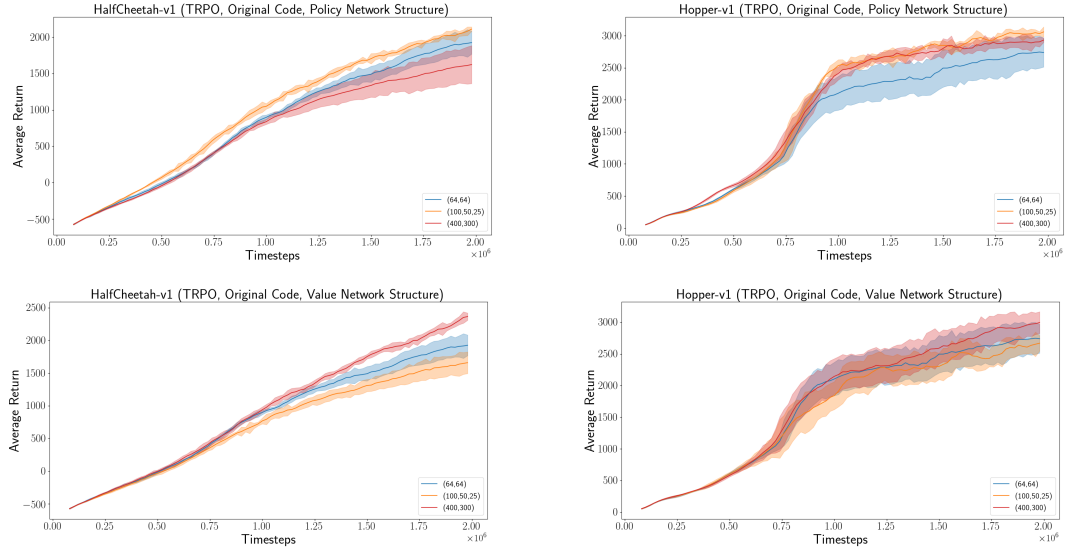 HalfCheetah-v1 (TRPO, Original Code, Policy Network Structure)
Average Return
2000
1500
1000
500
0
−500
(64,64)
(100,50,25)
(400,300)
0.00 0.25 0.50 0.75 1.00 1.25 1.50 1.75 2.00
Timesteps
×10⁶
Hopper-v1 (TRPO, Original Code, Policy Network Structure)
Average Return
3000
2500
2000
1500
1000
500
0
(64,64)
(100,50,25)
(400,300)
0.00 0.25 0.50 0.75 1.00 1.25 1.50 1.75 2.00
Timesteps
×10⁶
HalfCheetah-v1 (TRPO, Original Code, Value Network Structure)
Average Return
2500
2000
1500
1000
500
0
−500
(64,64)
(100,50,25)
(400,300)
0.00 0.25 0.50 0.75 1.00 1.25 1.50 1.75 2.00
Timesteps
×10⁶
Hopper-v1 (TRPO, Original Code, Value Network Structure)
Average Return
3000
2500
2000
1500
1000
500
0
(64,64)
(100,50,25)
(400,300)
0.00 0.25 0.50 0.75 1.00 1.25 1.50 1.75 2.00
Timesteps
×10⁶